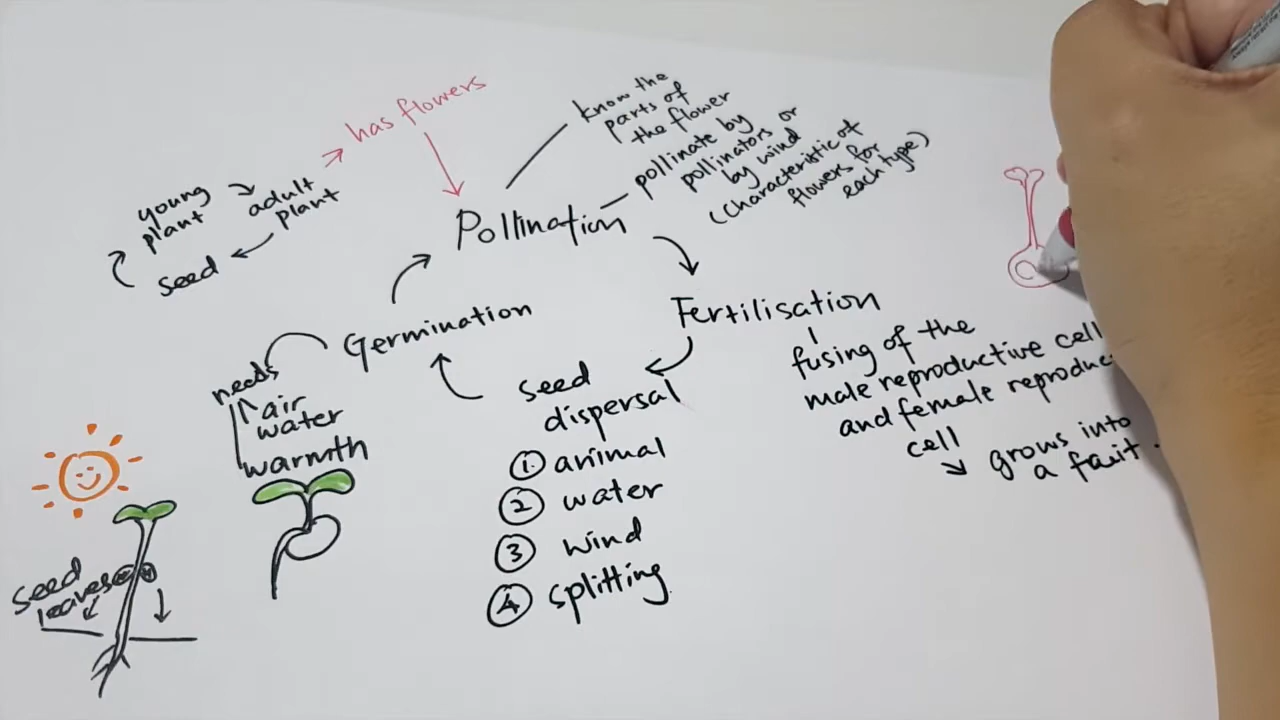 has flowers
young
plant
adult
plant
seed
know the
parts of
the flower
pollinate by
pollinators or
by wind
(characteristic of
flowers for
each type)
Pollination
Fertilisation
fusing of the
male reproductive cell
and female
cell
grows into
a fruit.
seed
dispersal
① animal
② water
③ wind
④ splitting
Germination
needs
air
water
warmth
seed
leaves